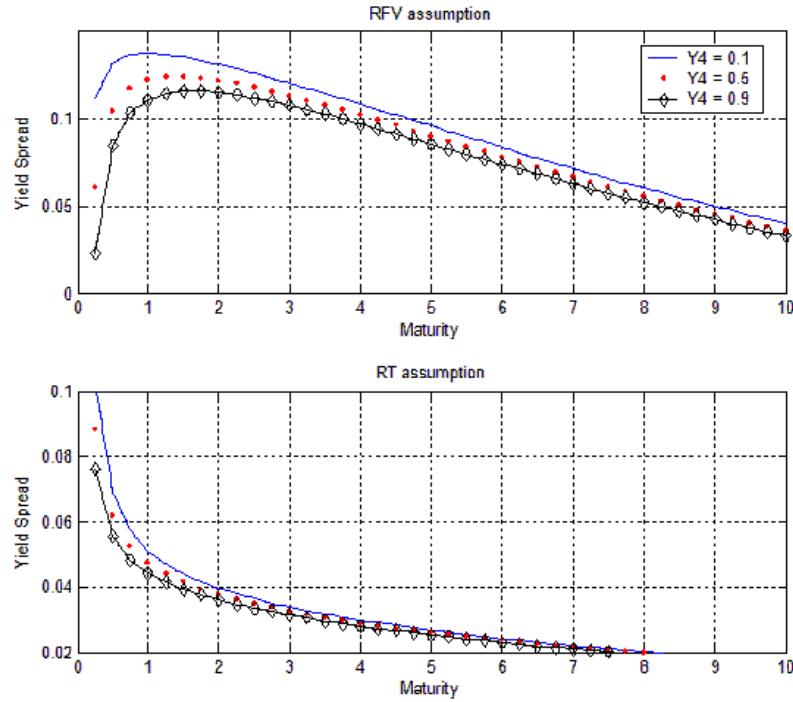 RFV assumption
Y4 = 0.1
Y4 = 0.5
Y4 = 0.9
Yield Spread
0.1
0.05
0
0 1 2 3 4 5 6 7 8 9 10
Maturity
RT assumption
Yield Spread
0.1
0.08
0.06
0.04
0.02
0 1 2 3 4 5 6 7 8 9 10
Maturity